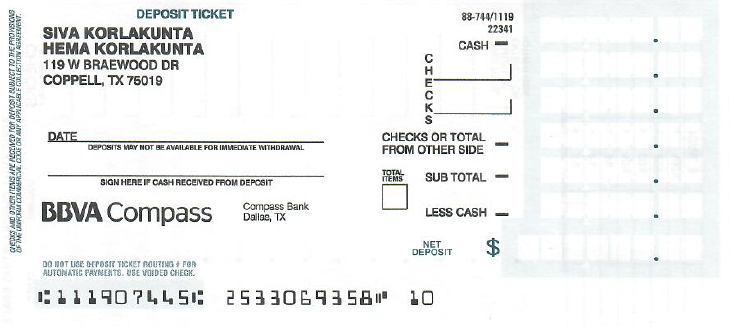 DEPOSIT TICKET
SIVA KORLAKUNTA
HEMA KORLAKUNTA
119 W BRAEWOOD DR
COPPELL, TX 75019
88-744/1119
22341
CASH
CHECKS
DATE
DEPOSITS MAY NOT BE AVAILABLE FOR IMMEDIATE WITHDRAWAL
CHECKS OR TOTAL
FROM OTHER SIDE
SIGN HERE IF CASH RECEIVED FROM DEPOSIT
TOTAL
ITEMS
SUB TOTAL
BBVA Compass
Compass Bank
Dallas, TX
LESS CASH
NET
DEPOSIT
$
DO NOT USE DEPOSIT TICKET ROUTING # FOR
AUTOMATIC PAYMENTS. USE VOIDED CHECK.
⑆111907445⑆ 2533069358⑈ 10
CHECKS AND OTHER ITEMS ARE RECEIVED FOR DEPOSIT SUBJECT TO THE PROVISIONS
OF THE UNIFORM COMMERCIAL CODE OR ANY APPLICABLE COLLECTION AGREEMENT.